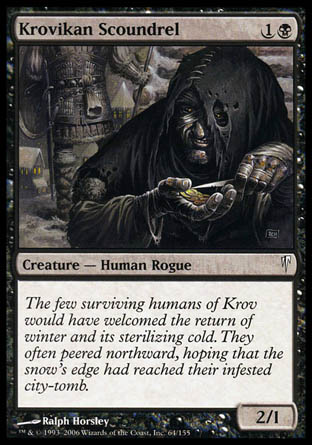 Krovikan Scoundrel 1
Creature — Human Rogue
The few surviving humans of Krov
would have welcomed the return of
winter and its sterilizing cold. They
often peered northward, hoping that the
snow's edge had reached their infested
city-tomb.
Ralph Horsley
™ & © 1993–2006 Wizards of the Coast, Inc. 64/155
2/1